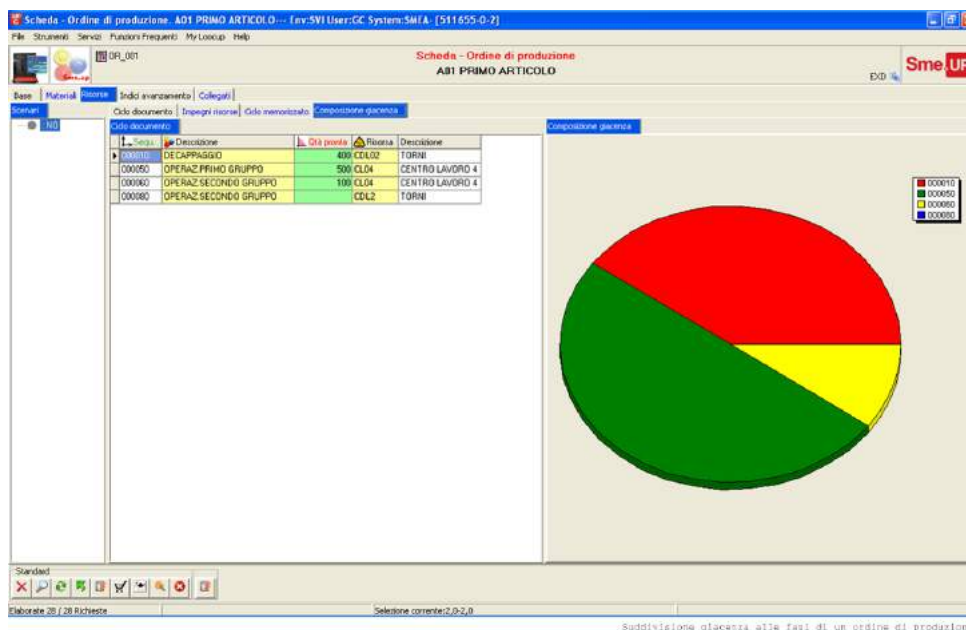 Scheda - Ordine di produzione. A01 PRIMO ARTICOLO--- Env:SVI User:GC System:SMEA- [511655-0-2]
File Strumenti Servizi Funzioni Frequenti My Loocup Help
OR_001
Scheda - Ordine di produzione
A01 PRIMO ARTICOLO
EXD
Sme.UP
Base Materiali Risorse Indici avanzamento Collegati
Scenari
Ciclo documento Impegni risorse Ciclo memorizzato Composizione giacenza
N0
Ciclo documento
Composizione giacenza
Sequ. Descrizione Qtà pronta Risorsa Descrizione
000010 DECAPPAGGIO 400 CDL02 TORNI
000050 OPERAZ.PRIMO GRUPPO 500 CL04 CENTRO LAVORO 4
000060 OPERAZ.SECONDO GRUPPO 100 CL04 CENTRO LAVORO 4
000080 OPERAZ.SECONDO GRUPPO CDL2 TORNI
000010
000050
000060
000080
Standard
Elaborate 28 / 28 Richieste
Selezione corrente:2,0-2,0
Suddivisione giacenza alle fasi di un ordine di produzion